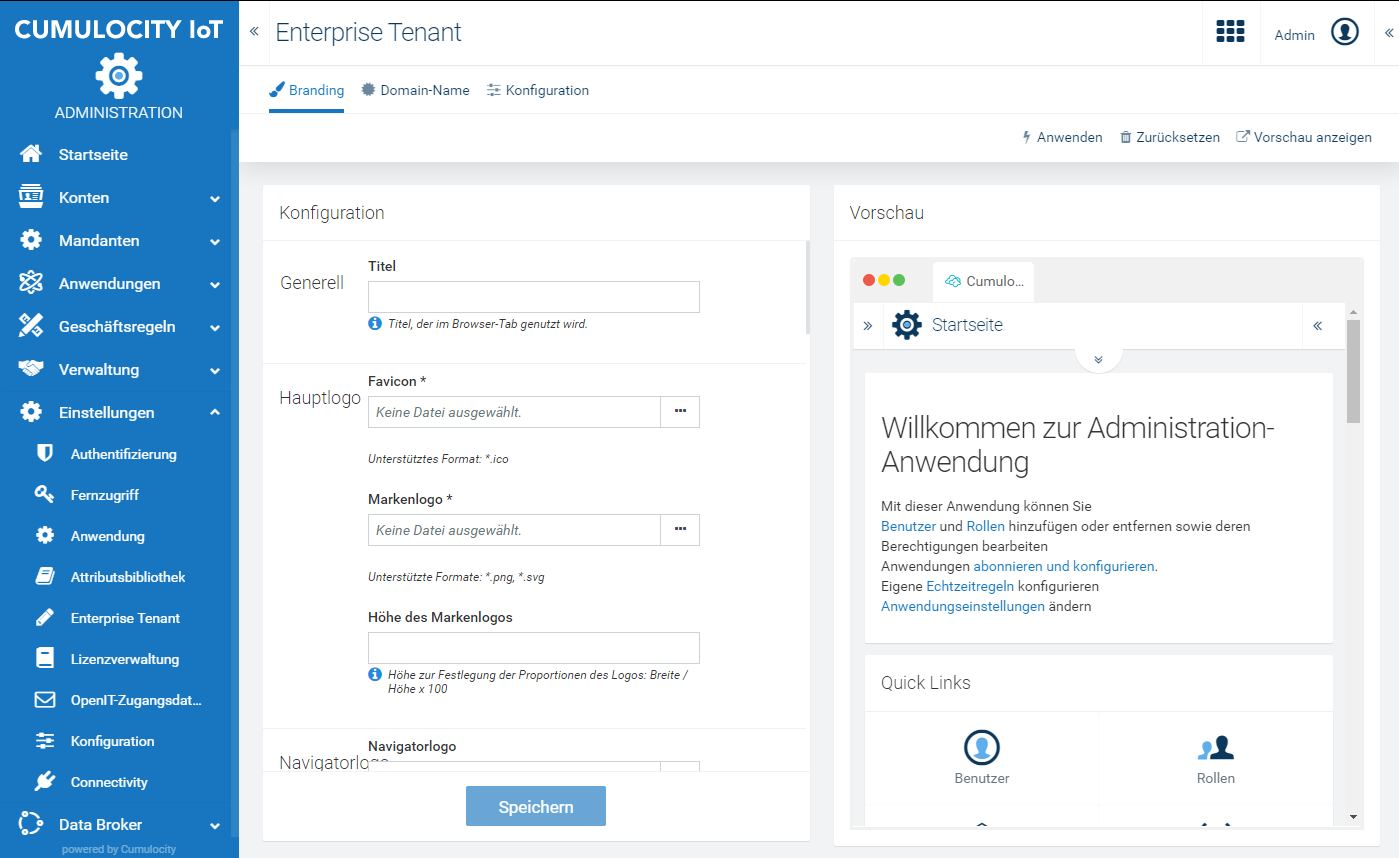 CUMULOCITY IoT
ADMINISTRATION
Startseite
Konten
Mandanten
Anwendungen
Geschäftsregeln
Verwaltung
Einstellungen
Authentifizierung
Fernzugriff
Anwendung
Attributsbibliothek
Enterprise Tenant
Lizenzverwaltung
OpenIT-Zugangsdat...
Konfiguration
Connectivity
Data Broker
powered by Cumulocity
Enterprise Tenant
Admin
Branding
Domain-Name
Konfiguration
Anwenden
Zurücksetzen
Vorschau anzeigen
Konfiguration
Generell
Titel
Titel, der im Browser-Tab genutzt wird.
Hauptlogo
Favicon *
Keine Datei ausgewählt.
Unterstütztes Format: *.ico
Markenlogo *
Keine Datei ausgewählt.
Unterstützte Formate: *.png, *.svg
Höhe des Markenlogos
Höhe zur Festlegung der Proportionen des Logos: Breite /
Höhe x 100
Navigatorlogo
Navigatorlogo
Speichern
Vorschau
Cumulo...
Startseite
Willkommen zur Administration-
Anwendung
Mit dieser Anwendung können Sie
Benutzer und Rollen hinzufügen oder entfernen sowie deren
Berechtigungen bearbeiten
Anwendungen abonnieren und konfigurieren.
Eigene Echtzeitregeln konfigurieren
Anwendungseinstellungen ändern
Quick Links
Benutzer
Rollen